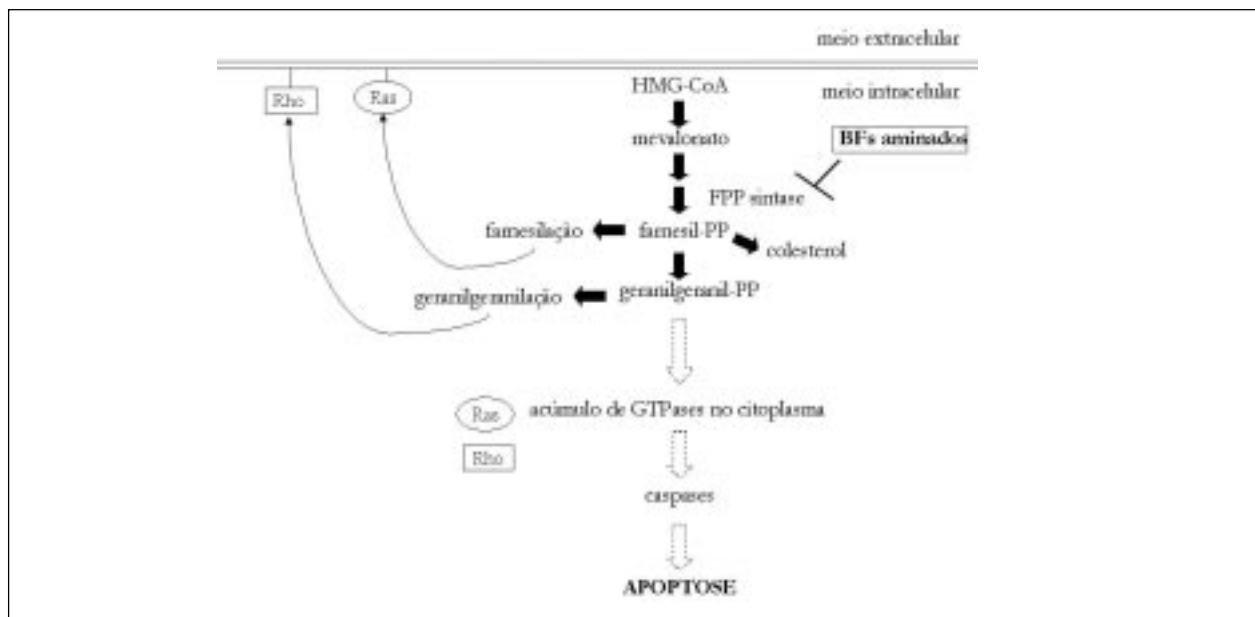 meio extracelular
HMG-CoA
meio intracelular
Rho
Ras
mevalonato
BFs aminados
FPP sintase
farnesilação
farnesil-PP
colesterol
geranilgeranilação
geranilgeranil-PP
Ras
acúmulo de GTPases no citoplasma
Rho
caspases
APOPTOSE